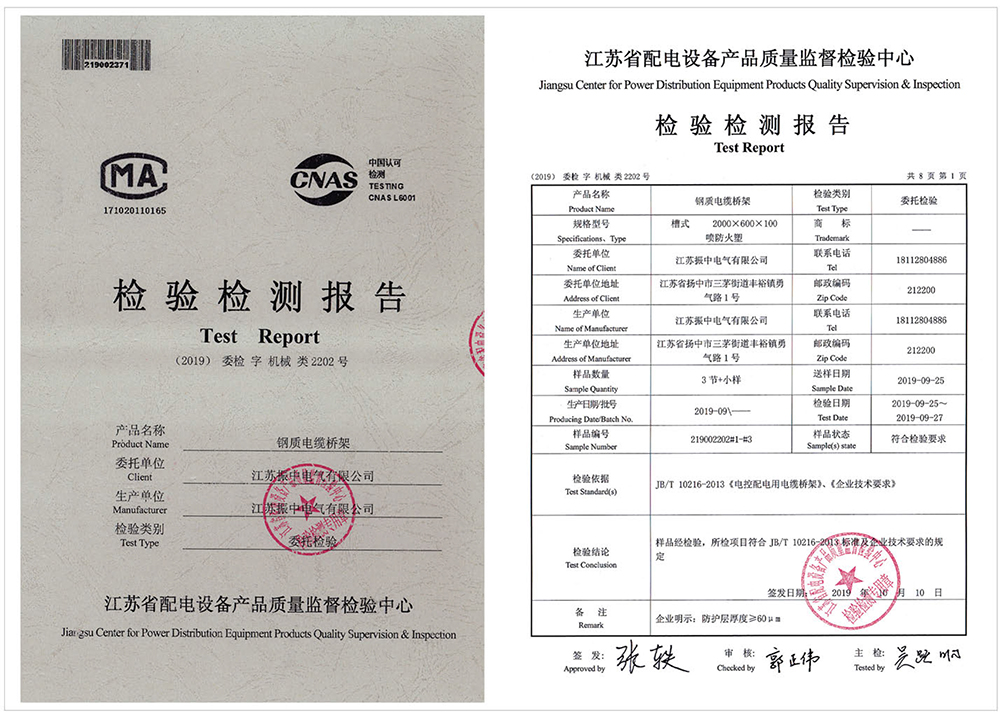 219002371
MA
171020110165
CNAS
中国认可
检测
TESTING
CNAS L6001
检验检测报告
Test Report
(2019) 委检 字 机械 类 2202 号
产品名称 钢质电缆桥架
Product Name
委托单位 江苏振中电气有限公司
Client
生产单位 江苏振中电气有限公司
Manufacturer
检验类别 委托检验
Test Type
江苏省配电设备产品质量监督检验中心
Jiangsu Center for Power Distribution Equipment Products Quality Supervision & Inspection
江苏省配电设备产品质量监督检验中心
Jiangsu Center for Power Distribution Equipment Products Quality Supervision & Inspection
检验检测报告
Test Report
(2019) 委检 字 机械 类 2202 号 共 8 页 第 1 页
产品名称 Product Name 钢质电缆桥架 检验类别 Test Type 委托检验
规格型号 Specifications、Type 槽式 2000×600×100 喷防火塑 商标 Trademark ——
委托单位 Name of Client 江苏振中电气有限公司 联系电话 Tel 18112804886
委托单位地址 Address of Client 江苏省扬中市三茅街道丰裕镇勇气路 1 号 邮政编码 Zip Code 212200
生产单位 Name of Manufacturer 江苏振中电气有限公司 联系电话 Tel 18112804886
生产单位地址 Address of Manufacturer 江苏省扬中市三茅街道丰裕镇勇气路 1 号 邮政编码 Zip Code 212200
样品数量 Sample Quantity 3 节+小样 送样日期 Sample Date 2019-09-25
生产日期/批号 Producing Date/Batch No. 2019-09\—— 检验日期 Test Date 2019-09-25～2019-09-27
样品编号 Sample Number 219002202#1-#3 样品状态 Sample(s) state 符合检验要求
检验依据 Test Standard(s) JB/T 10216-2013《电控配电用电缆桥架》、《企业技术要求》
检验结论 Test Conclusion 样品经检验，所检项目符合 JB/T 10216-2013 标准及企业技术要求的规定
签发日期： 2019 年 10 月 10 日
备注 Remark 企业明示：防护层厚度≥60μm
签发： 张轶 审核： 郭正伟 主检：
Approved by Checked by Tested by